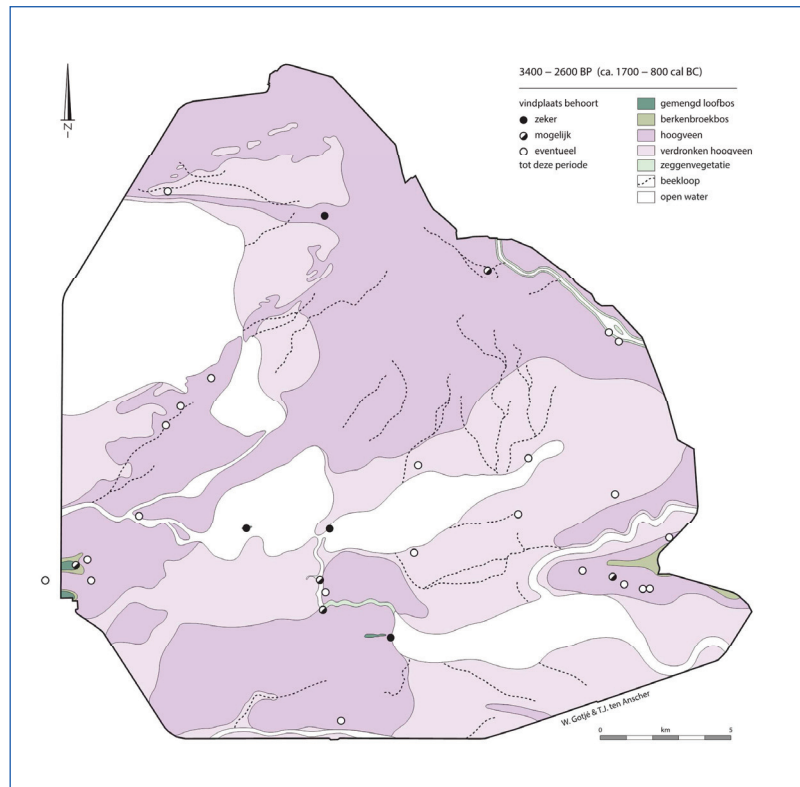 3400 – 2600 BP (ca. 1700 – 800 cal BC)
vindplaats behoort
zeker
mogelijk
eventueel
tot deze periode
gemengd loofbos
berkenbroekbos
hoogveen
verdronken hoogveen
zeggenvegetatie
beekloop
open water
N
W. Gotjé & T.J. ten Anscher
0 km 5